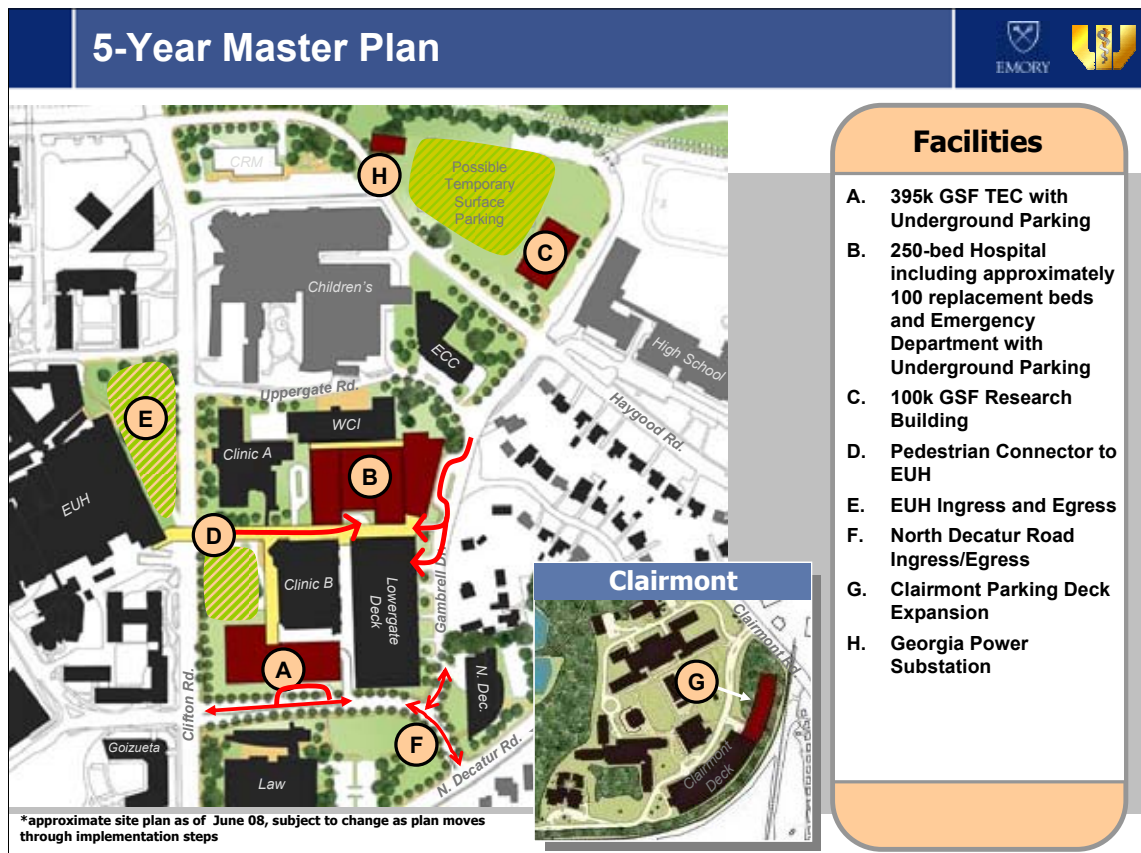 5-Year Master Plan
EMORY
CRM
H
Possible
Temporary
Surface
Parking
C
Children's
ECC
High School
Uppergate Rd.
Haygood Rd.
E
WCI
Clinic A
B
EUH
D
Clinic B
Lowergate
Deck
Gambrell Dr.
A
Clifton Rd.
N. Dec.
F
Goizueta
Law
N. Decatur Rd.
*approximate site plan as of June 08, subject to change as plan moves
through implementation steps
Clairmont
Clairmont Rd.
G
Clairmont
Deck
Facilities
A. 395k GSF TEC with
Underground Parking
B. 250-bed Hospital
including approximately
100 replacement beds
and Emergency
Department with
Underground Parking
C. 100k GSF Research
Building
D. Pedestrian Connector to
EUH
E. EUH Ingress and Egress
F. North Decatur Road
Ingress/Egress
G. Clairmont Parking Deck
Expansion
H. Georgia Power
Substation